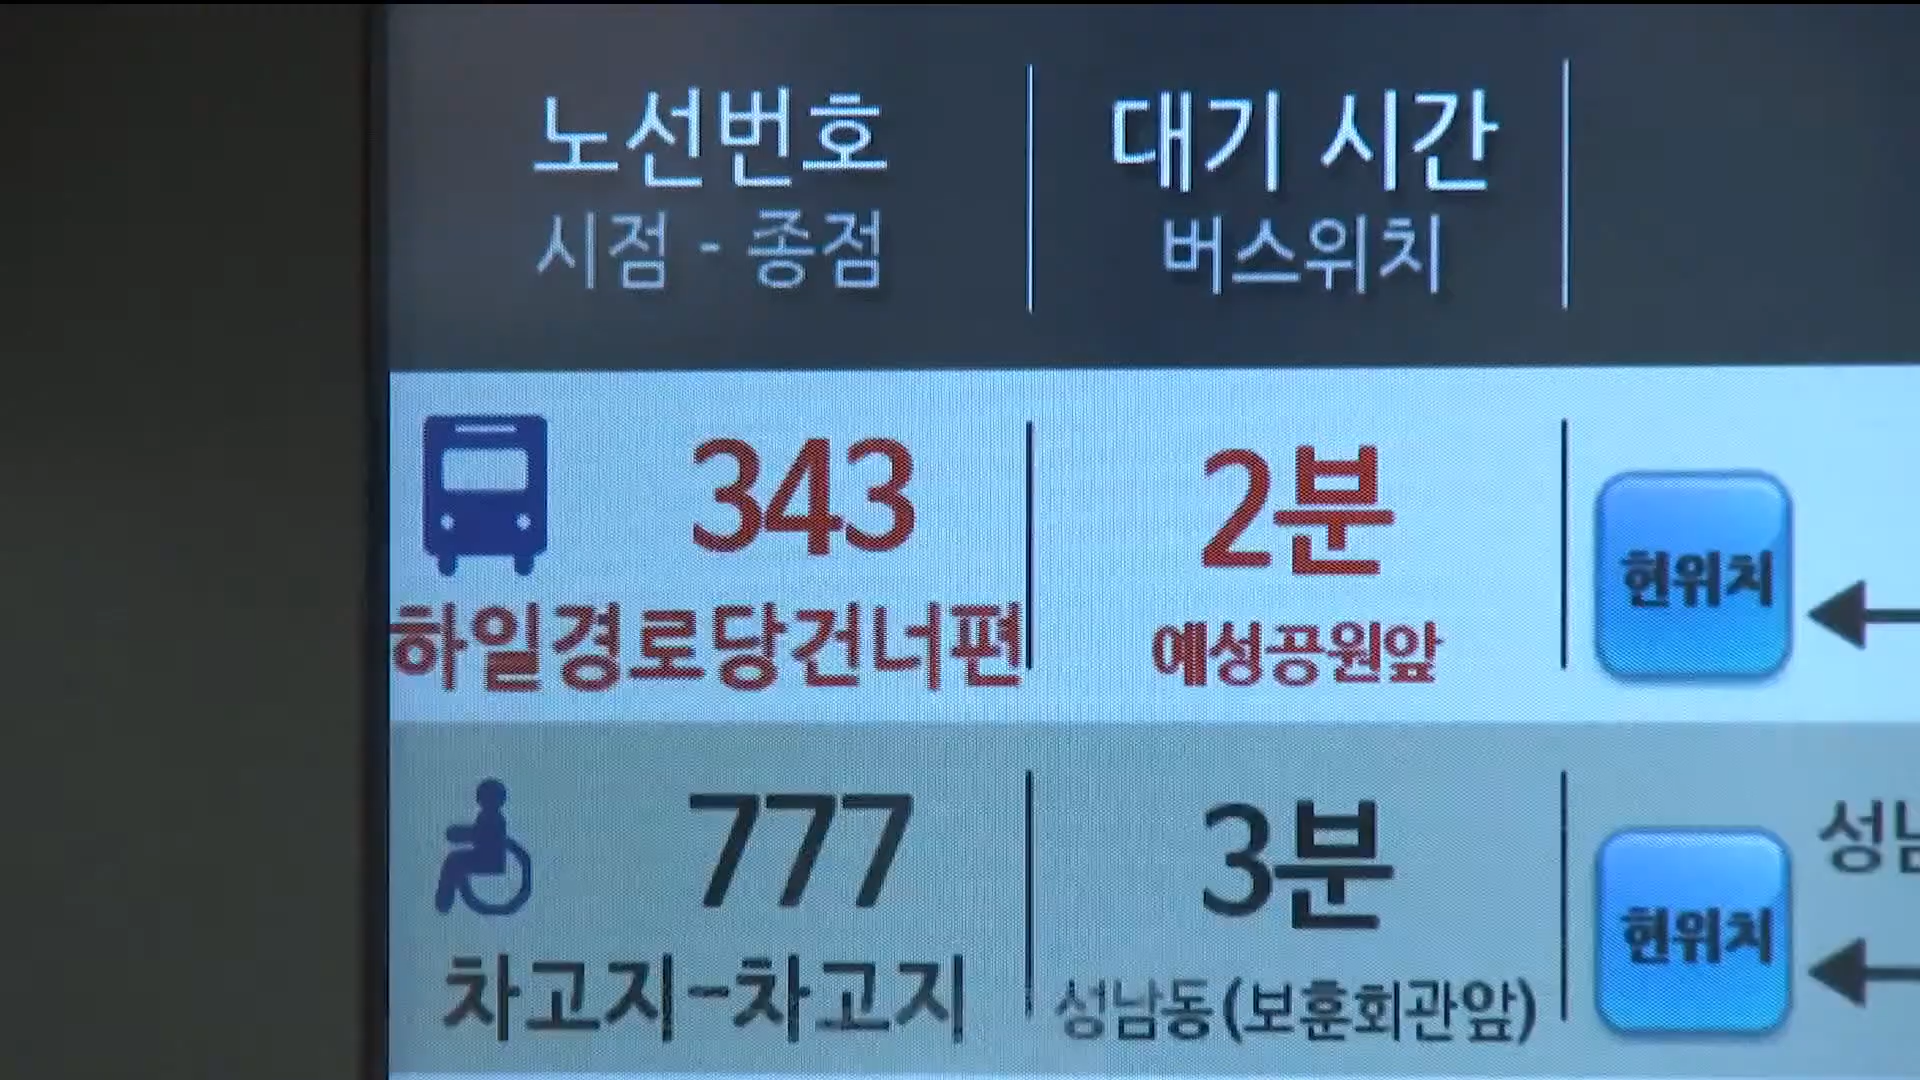 노선번호 대기 시간
시점 - 종점 버스위치
343 2분
하일경로당건너편 예성공원앞
현위치
777 3분
성남
차고지-차고지 성남동(보훈회관앞)
현위치